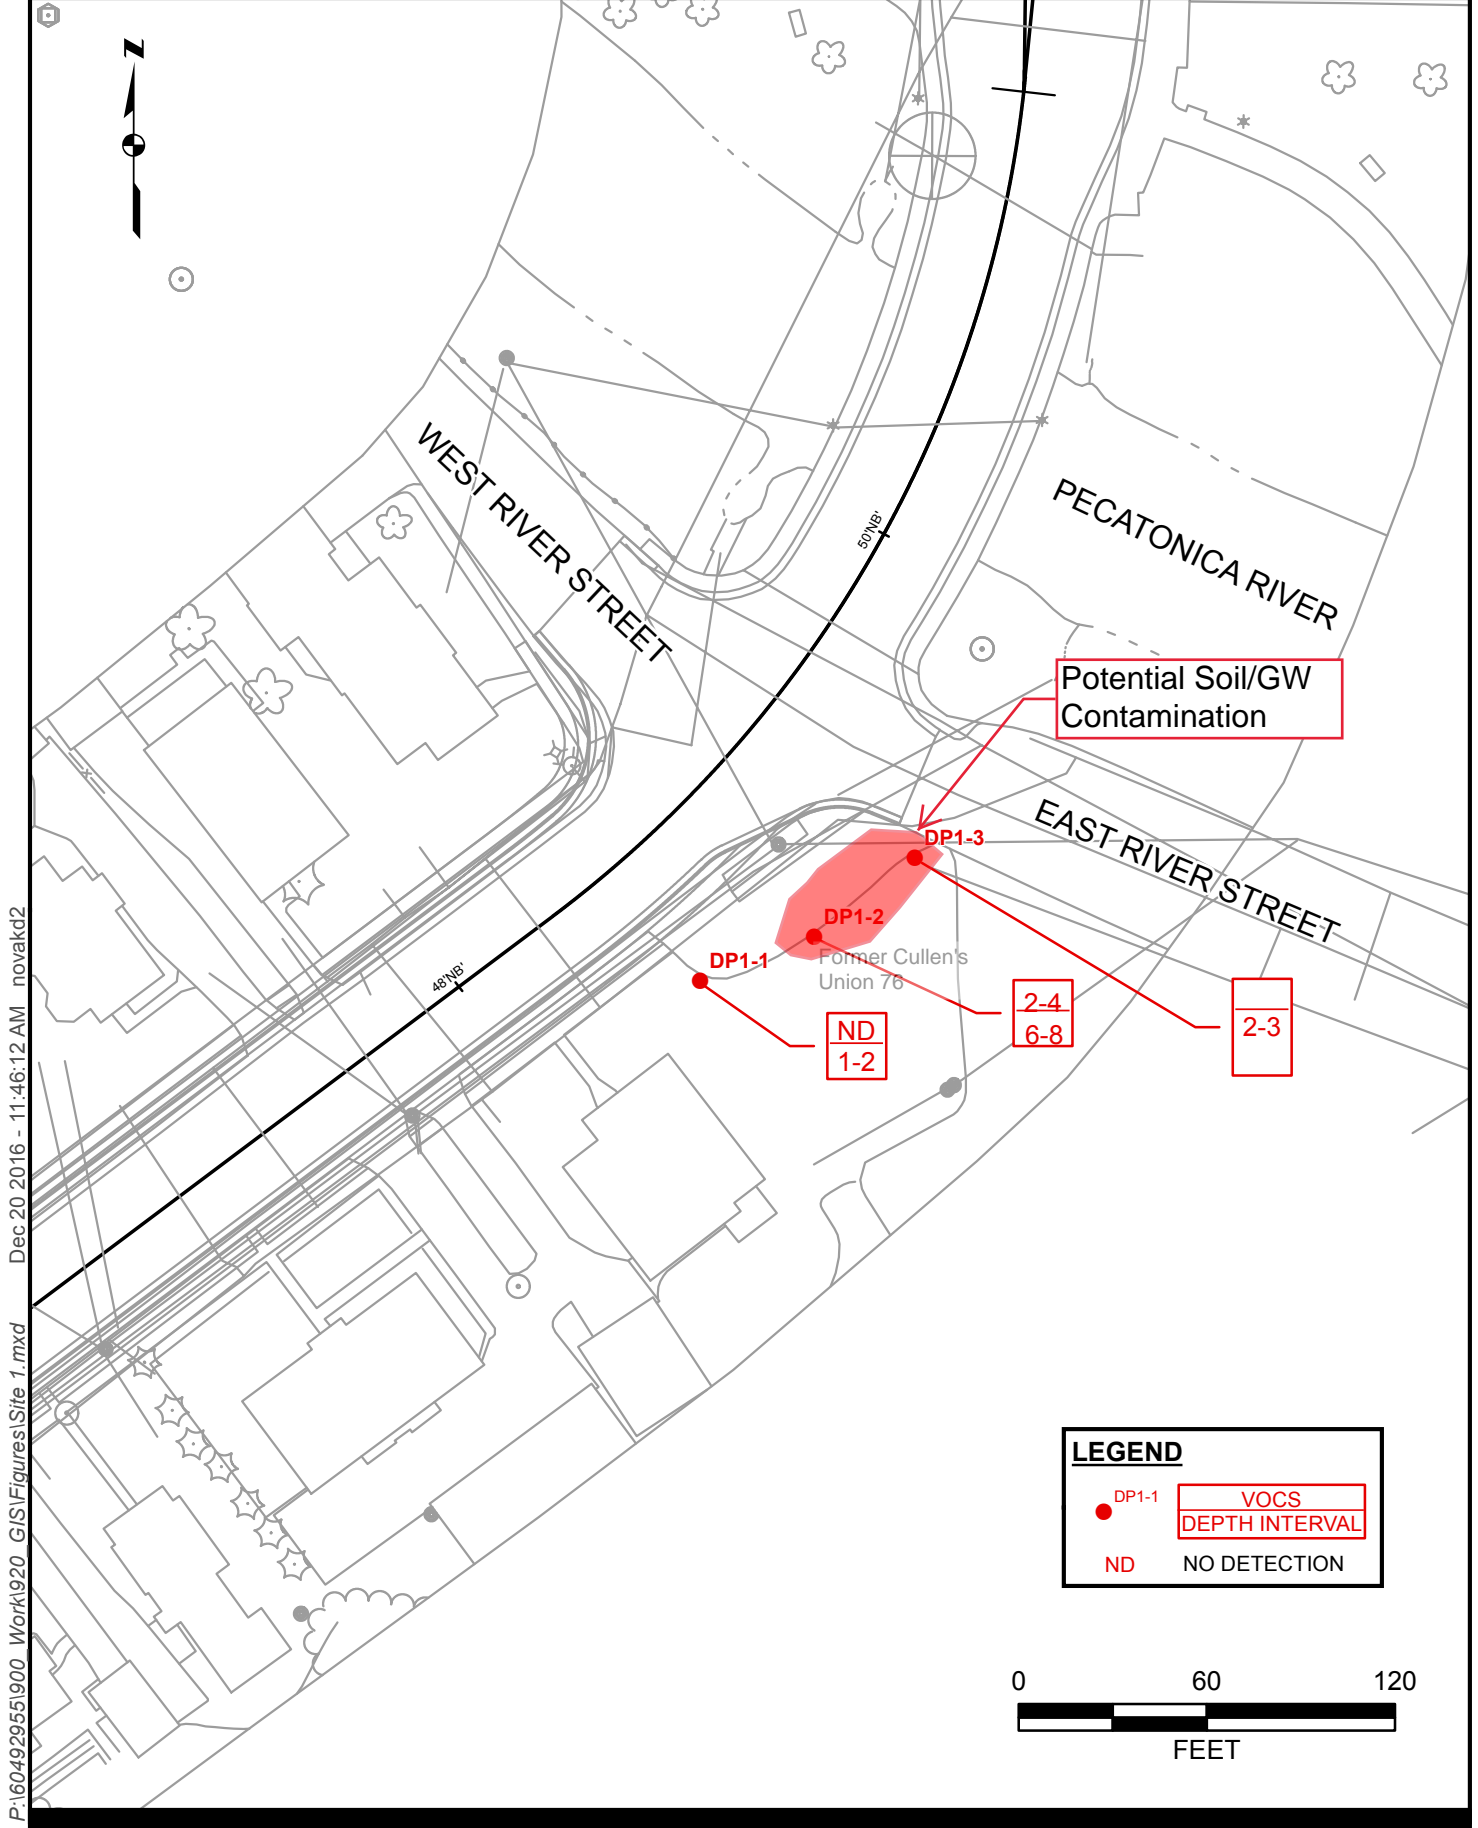 N
WEST RIVER STREET
50'NB'
PECATONICA RIVER
Potential Soil/GW
Contamination
EAST RIVER STREET
DP1-3
DP1-2
DP1-1
Former Cullen's
Union 76
48'NB'
ND
1-2
2-4
6-8
2-3
LEGEND
DP1-1
VOCS
DEPTH INTERVAL
ND
NO DETECTION
0 60 120
FEET
P:\60492955\900_Work\920_GIS\Figures\Site 1.mxd Dec 20 2016 - 11:46:12 AM novakd2